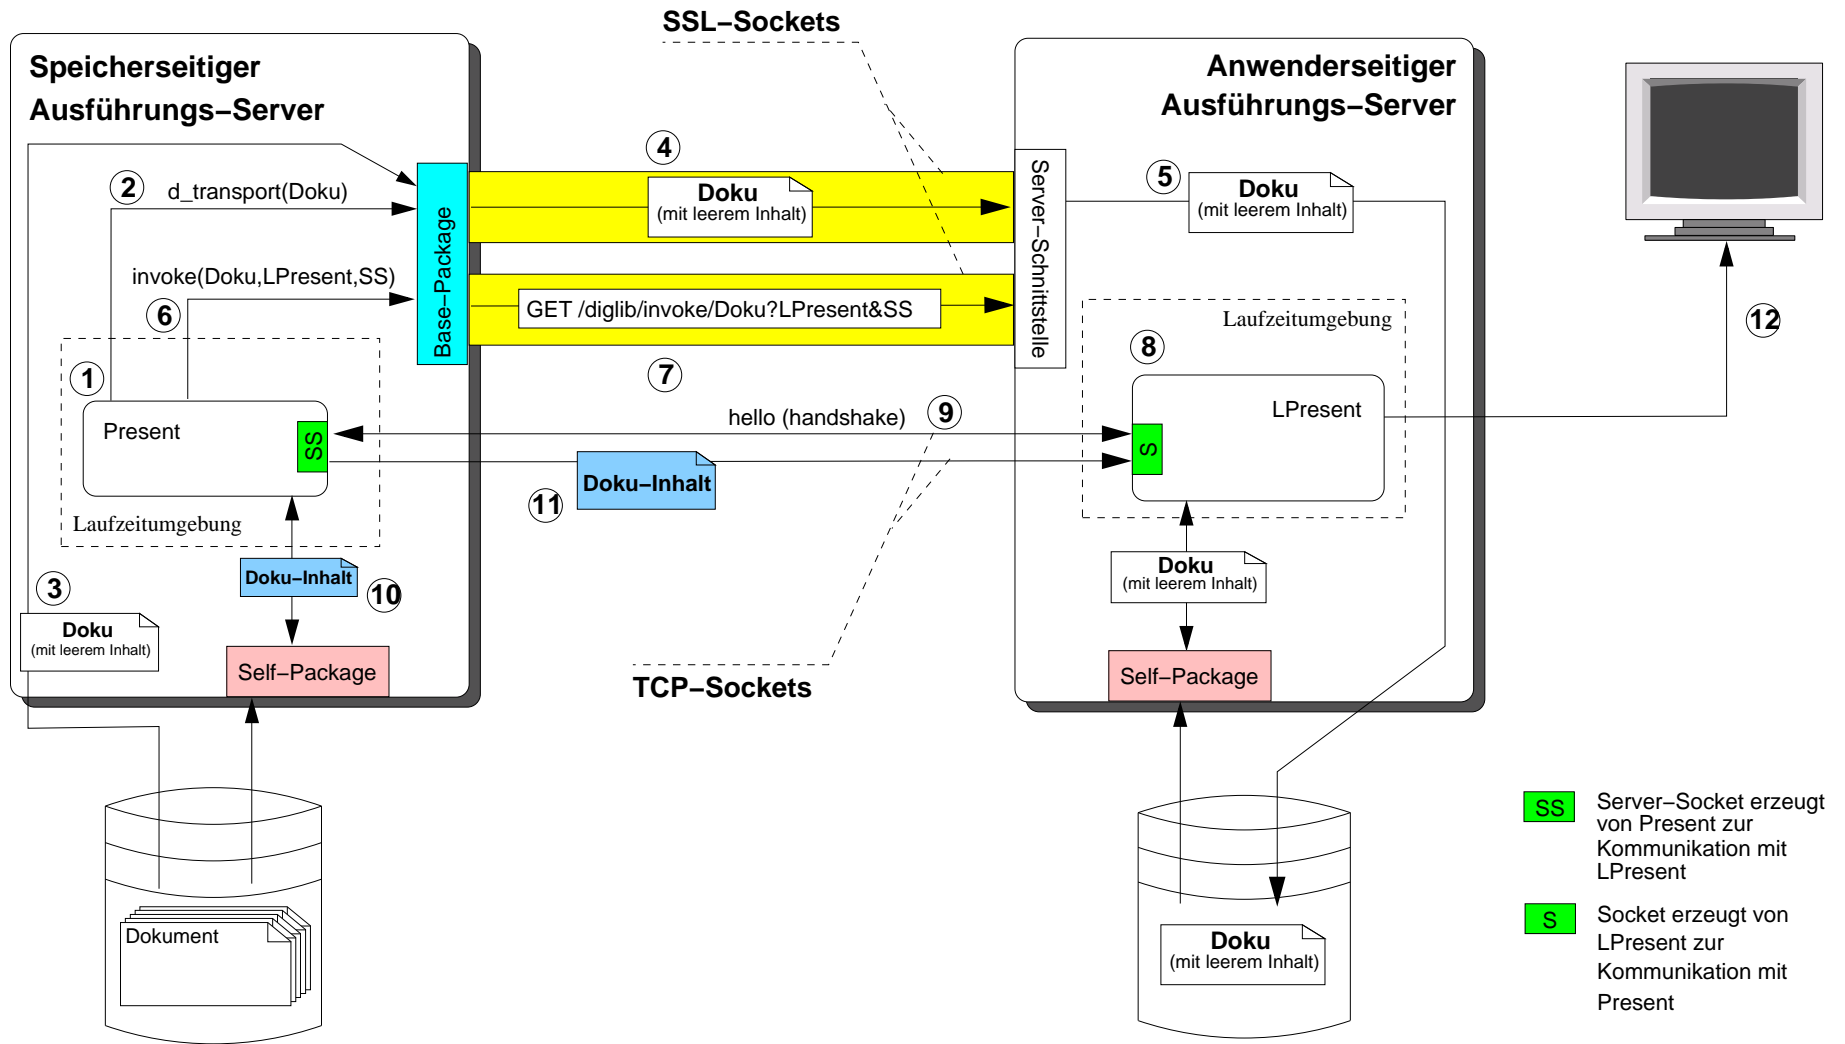 SSL–Sockets
Speicherseitiger
Ausführungs–Server
Anwenderseitiger
Ausführungs–Server
4
2
d_transport(Doku)
Doku
(mit leerem Inhalt)
5
Doku
(mit leerem Inhalt)
Base–Package
Server–Schnittstelle
invoke(Doku,LPresent,SS)
6
GET /diglib/invoke/Doku?LPresent&SS
Laufzeitumgebung
12
1
7
8
Present
SS
hello (handshake)
9
LPresent
S
Doku–Inhalt
11
Laufzeitumgebung
Doku–Inhalt
10
3
Doku
(mit leerem Inhalt)
Doku
(mit leerem Inhalt)
Self–Package
TCP–Sockets
Self–Package
Dokument
Doku
(mit leerem Inhalt)
SS
Server–Socket erzeugt
von Present zur
Kommunikation mit
LPresent
S
Socket erzeugt von
LPresent zur
Kommunikation mit
Present